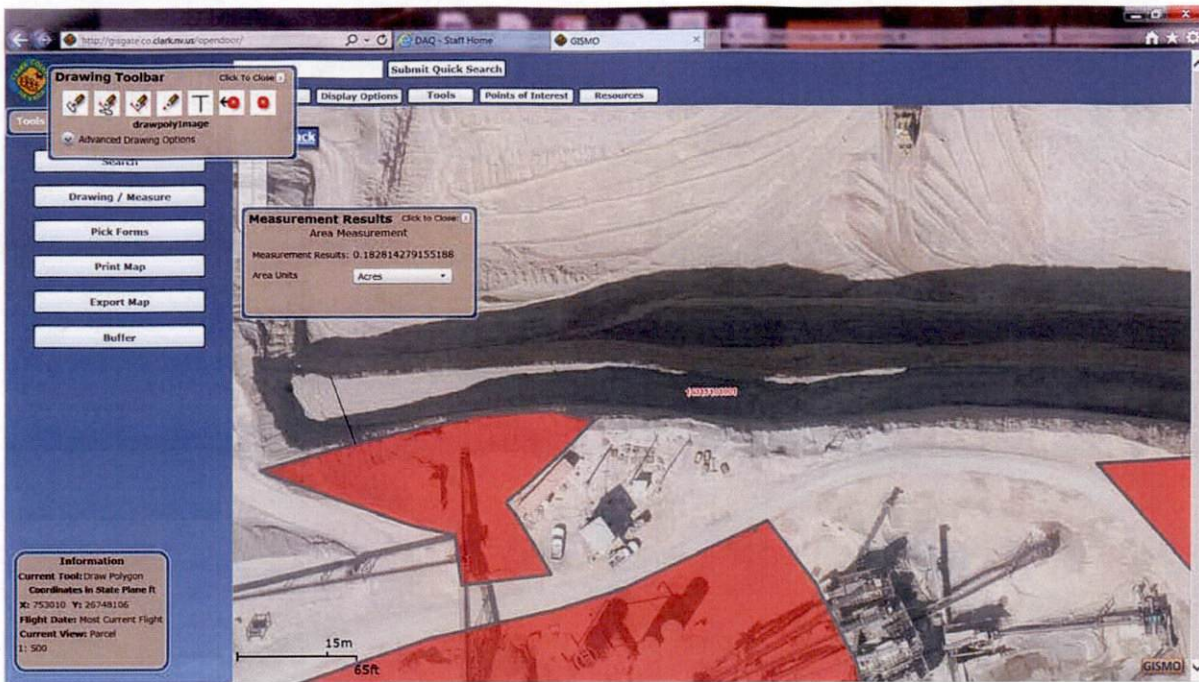 http://gisgate.co.clark.nv.us/opendoor/
DAQ - Staff Home
GISMO
Submit Quick Search
Drawing Toolbar
Click To Close
drawpolyImage
Advanced Drawing Options
Display Options
Tools
Points of Interest
Resources
Tools
Search
Drawing / Measure
Pick Forms
Print Map
Export Map
Buffer
Measurement Results
Click to Close:
Area Measurement
Measurement Results: 0.182814279155188
Area Units
Acres
Information
Current Tool: Draw Polygon
Coordinates in State Plane ft
X: 753010 Y: 26748106
Flight Date: Most Current Flight
Current View: Parcel
1: 500
15m
65ft
GISMO